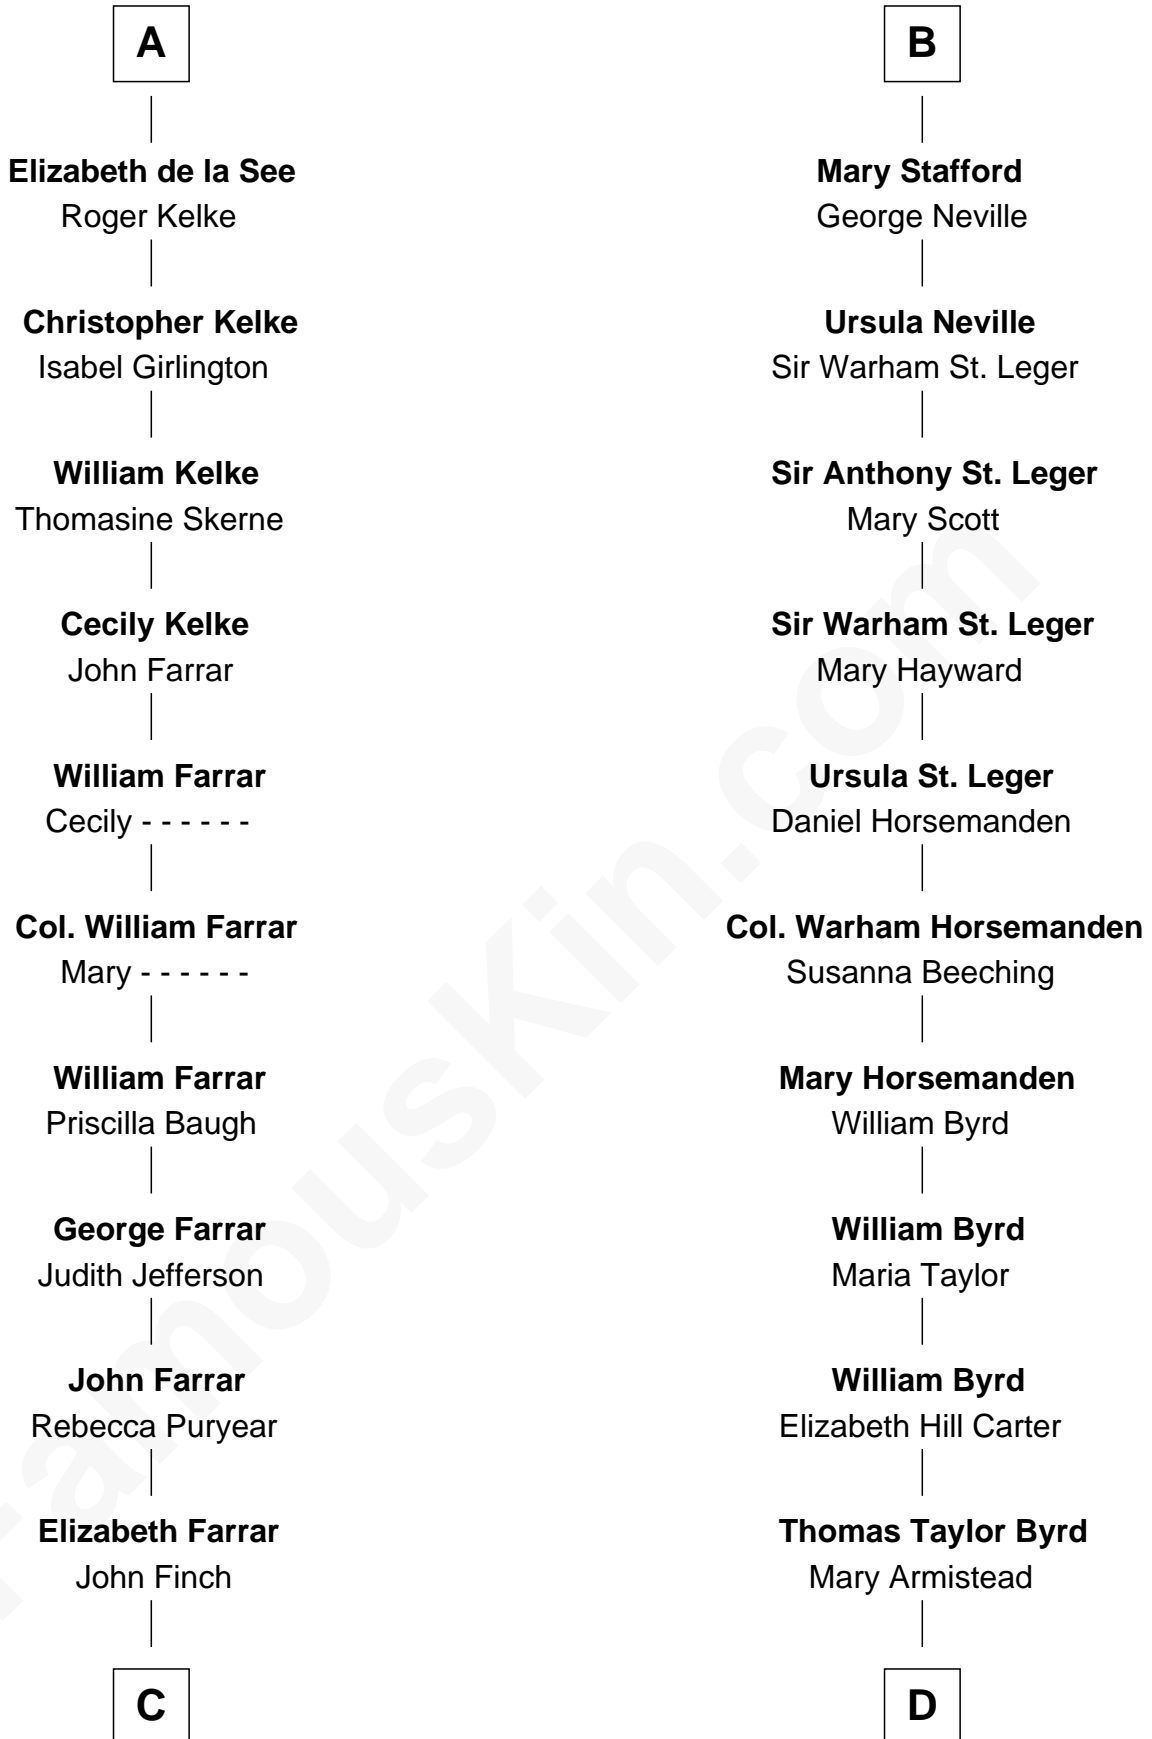 A
Elizabeth de la See
Roger Kelke
Christopher Kelke
Isabel Girlington
William Kelke
Thomasine Skerne
Cecily Kelke
John Farrar
William Farrar
Cecily - - - - - -
Col. William Farrar
Mary - - - - - -
William Farrar
Priscilla Baugh
George Farrar
Judith Jefferson
John Farrar
Rebecca Puryear
Elizabeth Farrar
John Finch
C
B
Mary Stafford
George Neville
Ursula Neville
Sir Warham St. Leger
Sir Anthony St. Leger
Mary Scott
Sir Warham St. Leger
Mary Hayward
Ursula St. Leger
Daniel Horsemanden
Col. Warham Horsemanden
Susanna Beeching
Mary Horsemanden
William Byrd
William Byrd
Maria Taylor
William Byrd
Elizabeth Hill Carter
Thomas Taylor Byrd
Mary Armistead
D
FamousKin.com